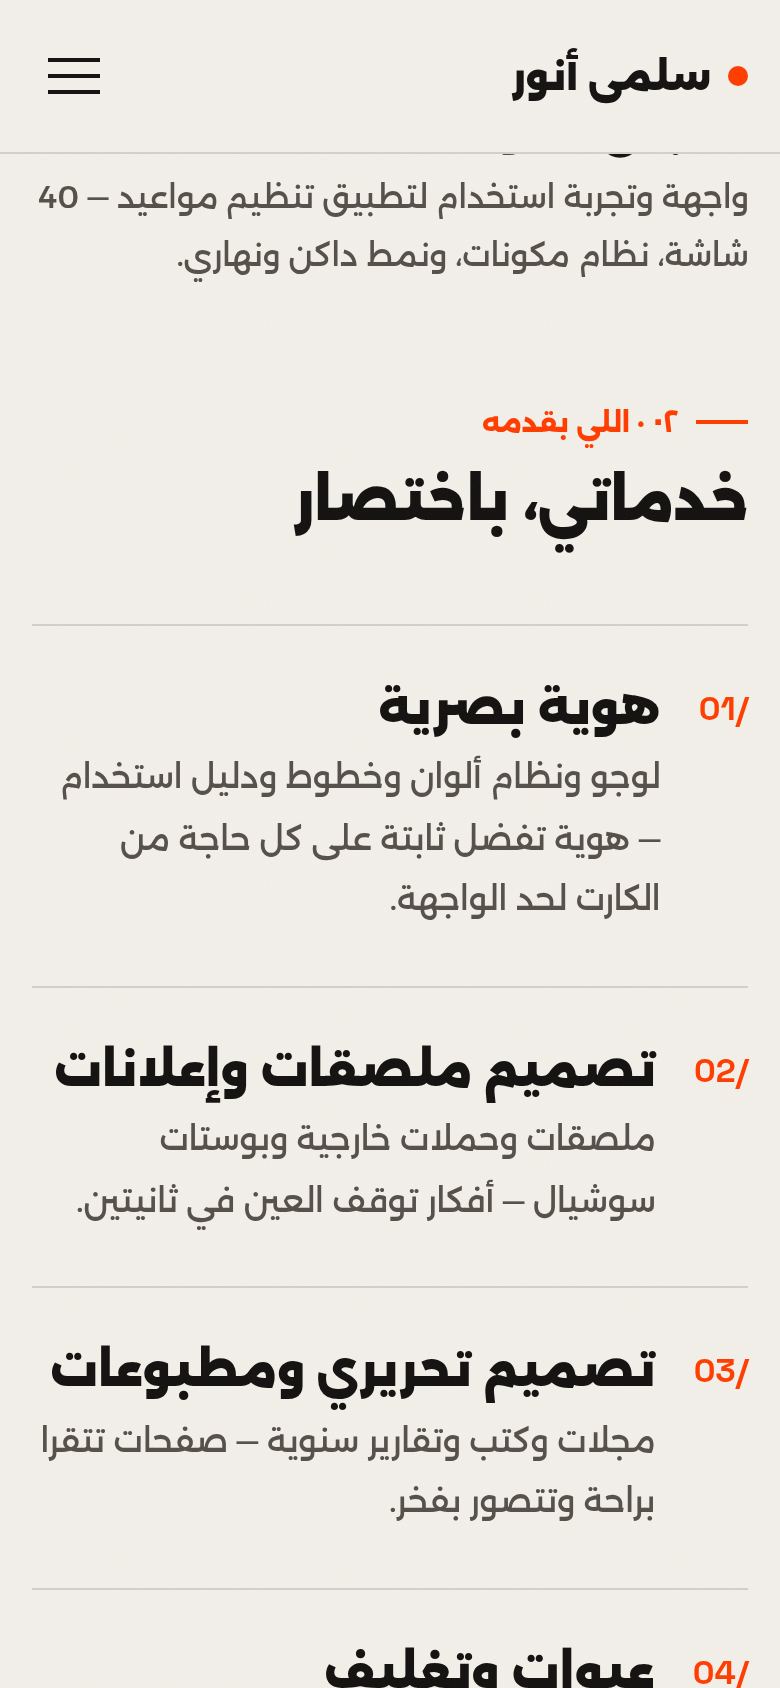 سلمى أنور
واجهة وتجربة استخدام لتطبيق تنظيم مواعيد — 40
شاشة، نظام مكونات، ونمط داكن ونهاري.
٠٢ · اللي بقدمه
خدماتي، باختصار
/01
هوية بصرية
لوجو ونظام ألوان وخطوط ودليل استخدام
— هوية تفضل ثابتة على كل حاجة من
الكارت لحد الواجهة.
/02
تصميم ملصقات وإعلانات
ملصقات وحملات خارجية وبوستات
سوشيال — أفكار توقف العين في ثانيتين.
/03
تصميم تحريري ومطبوعات
مجلات وكتب وتقارير سنوية — صفحات تتقرا
براحة وتتصور بفخر.
/04
عبوات وتغليف